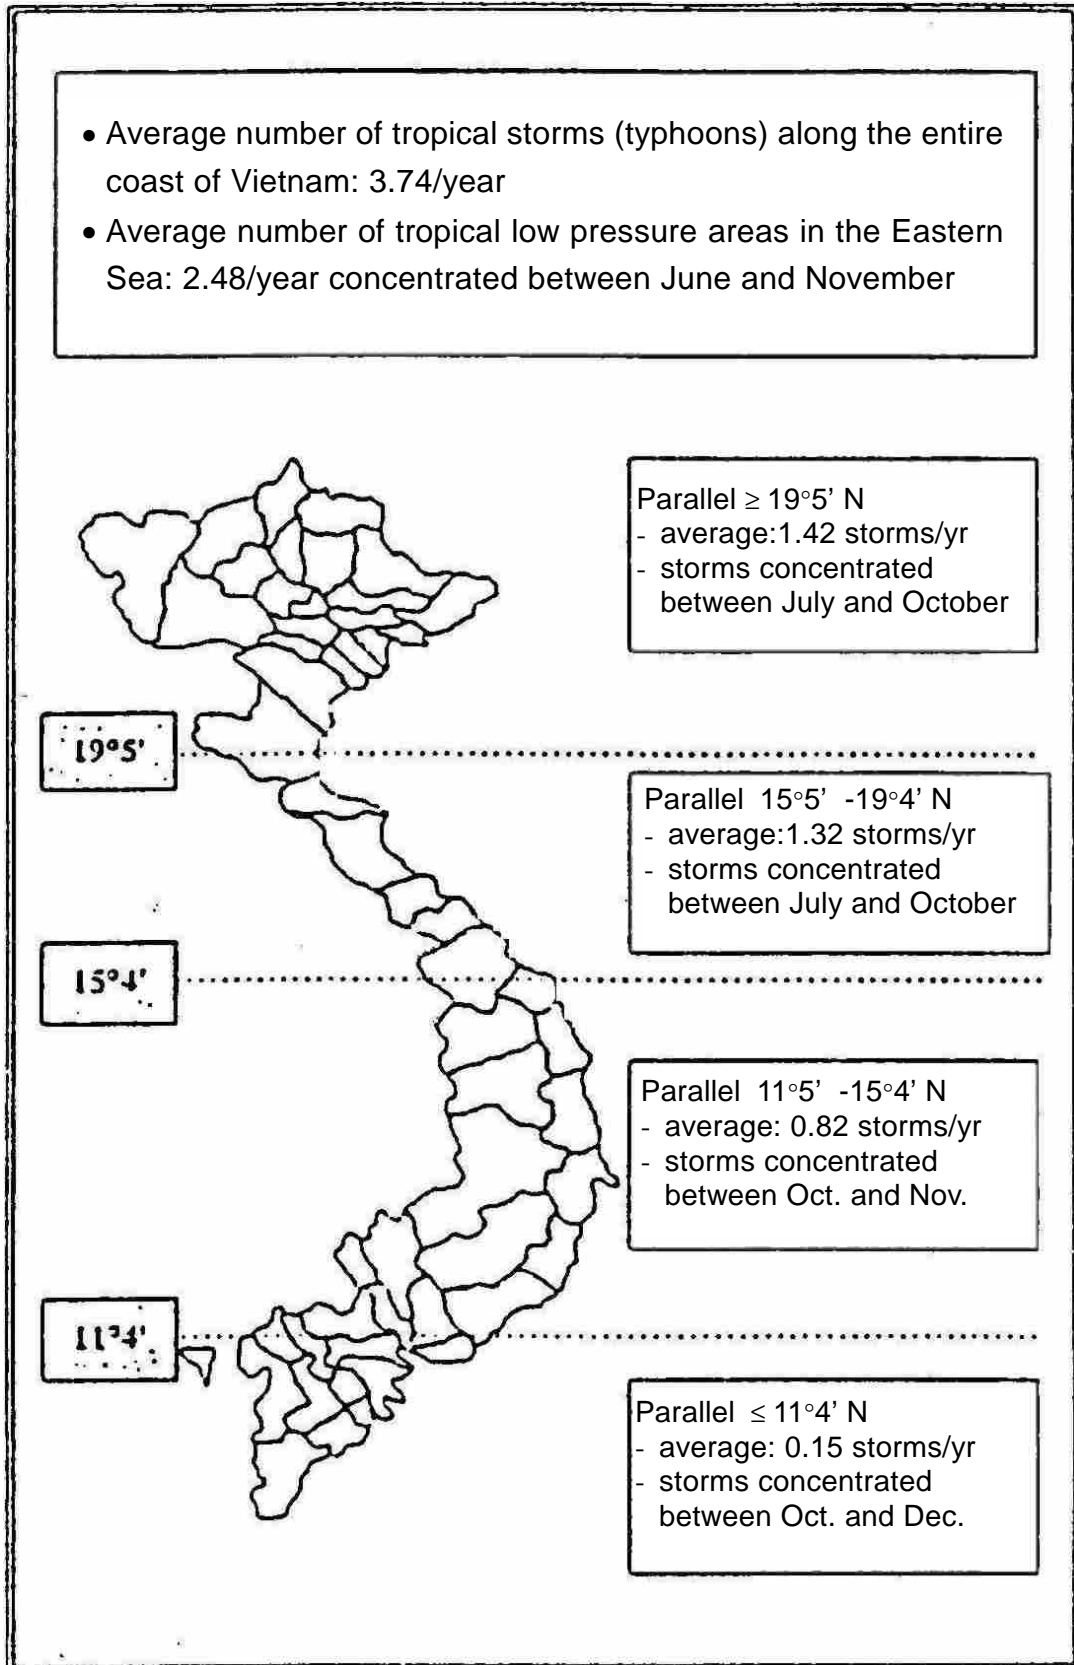 • Average number of tropical storms (typhoons) along the entire
coast of Vietnam: 3.74/year
• Average number of tropical low pressure areas in the Eastern
Sea: 2.48/year concentrated between June and November
Parallel ≥ 19°5' N
- average:1.42 storms/yr
- storms concentrated
between July and October
19°5'
Parallel 15°5' -19°4' N
- average:1.32 storms/yr
- storms concentrated
between July and October
15°4'
Parallel 11°5' -15°4' N
- average: 0.82 storms/yr
- storms concentrated
between Oct. and Nov.
11°4'
Parallel ≤ 11°4' N
- average: 0.15 storms/yr
- storms concentrated
between Oct. and Dec.